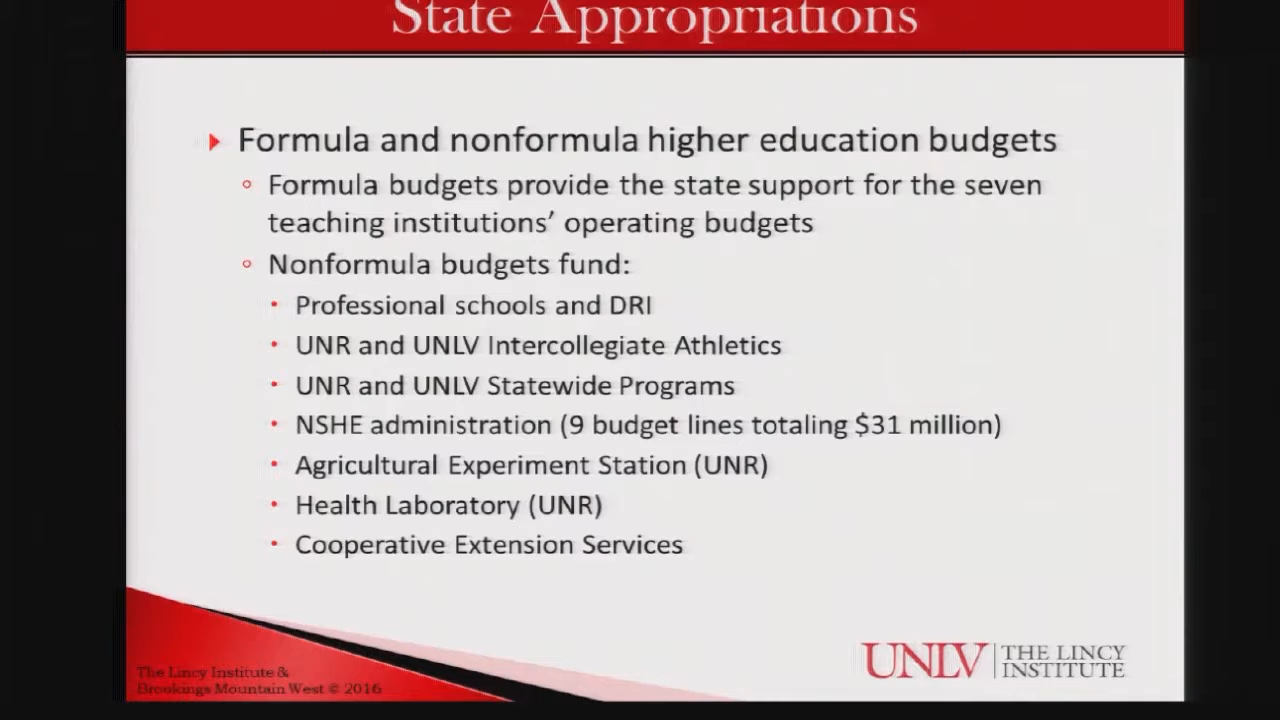 State Appropriations
Formula and nonformula higher education budgets
Formula budgets provide the state support for the seven
teaching institutions' operating budgets
Nonformula budgets fund:
Professional schools and DRI
UNR and UNLV Intercollegiate Athletics
UNR and UNLV Statewide Programs
NSHE administration (9 budget lines totaling $31 million)
Agricultural Experiment Station (UNR)
Health Laboratory (UNR)
Cooperative Extension Services
The Lincy Institute &
Brookings Mountain West © 2016
UNLV THE LINCY
INSTITUTE